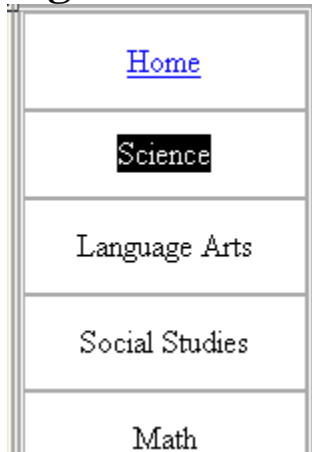 Home
Science
Language Arts
Social Studies
Math